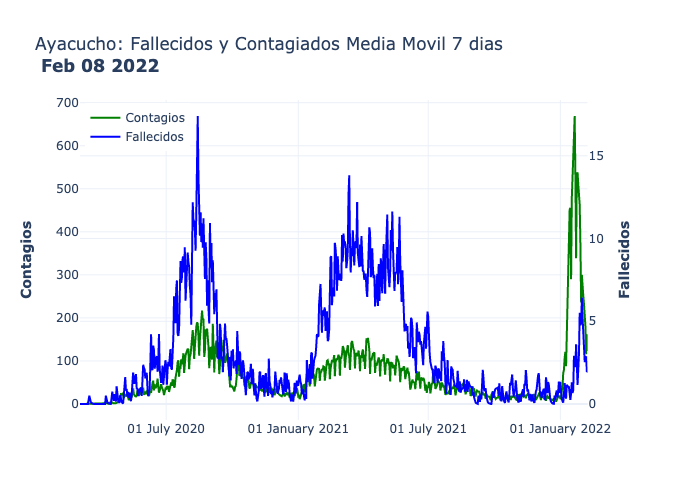 Ayacucho: Fallecidos y Contagiados Media Movil 7 dias
Feb 08 2022
700
600
500
400
300
200
100
0
Contagios
Fallecidos
15
10
5
0
Contagios
Fallecidos
01 July 2020
01 January 2021
01 July 2021
01 January 2022